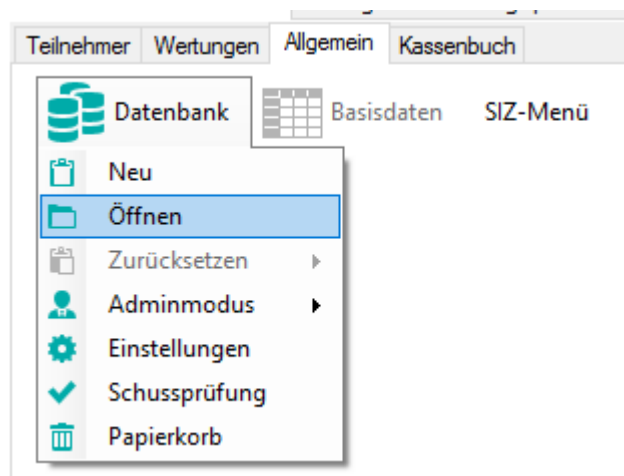 Teilnehmer Wertungen Allgemein Kassenbuch
Datenbank Basisdaten SIZ-Menü
Neu
Öffnen
Zurücksetzen
Adminmodus
Einstellungen
Schussprüfung
Papierkorb